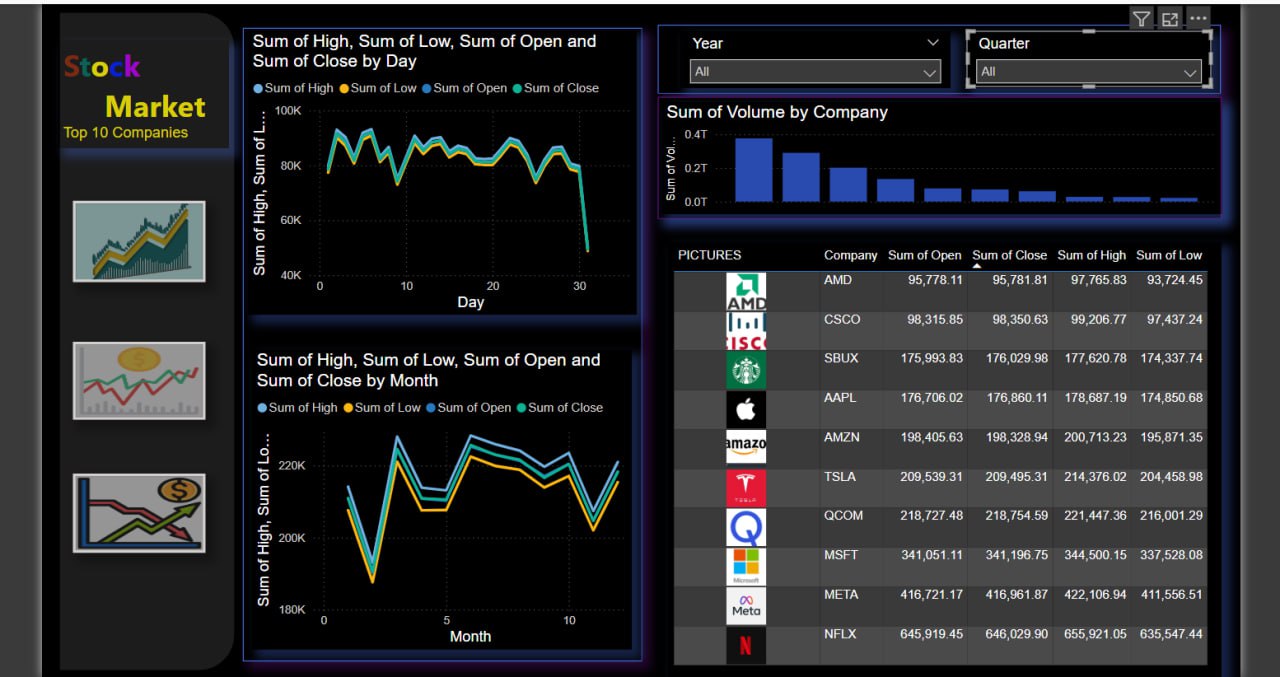 Stock
Market
Top 10 Companies
Sum of High, Sum of Low, Sum of Open and
Sum of Close by Day
Sum of High Sum of Low Sum of Open Sum of Close
Sum of High, Sum of L...
100K
80K
60K
40K
0 10 20 30
Day
Sum of High, Sum of Low, Sum of Open and
Sum of Close by Month
Sum of High Sum of Low Sum of Open Sum of Close
Sum of High, Sum of Lo...
220K
200K
180K
0 5 10
Month
Year
All
Quarter
All
Sum of Volume by Company
Sum of Vol...
0.4T
0.2T
0.0T
PICTURES Company Sum of Open Sum of Close Sum of High Sum of Low
AMD AMD 95,778.11 95,781.81 97,765.83 93,724.45
CISCO CSCO 98,315.85 98,350.63 99,206.77 97,437.24
SBUX 175,993.83 176,029.98 177,620.78 174,337.74
AAPL 176,706.02 176,860.11 178,687.19 174,850.68
amazo AMZN 198,405.63 198,328.94 200,713.23 195,871.35
TESLA TSLA 209,539.31 209,495.31 214,376.02 204,458.98
QCOM 218,727.48 218,754.59 221,447.36 216,001.29
Microsoft MSFT 341,051.11 341,196.75 344,500.15 337,528.08
Meta META 416,721.17 416,961.87 422,106.94 411,556.51
N NFLX 645,919.45 646,029.90 655,921.05 635,547.44